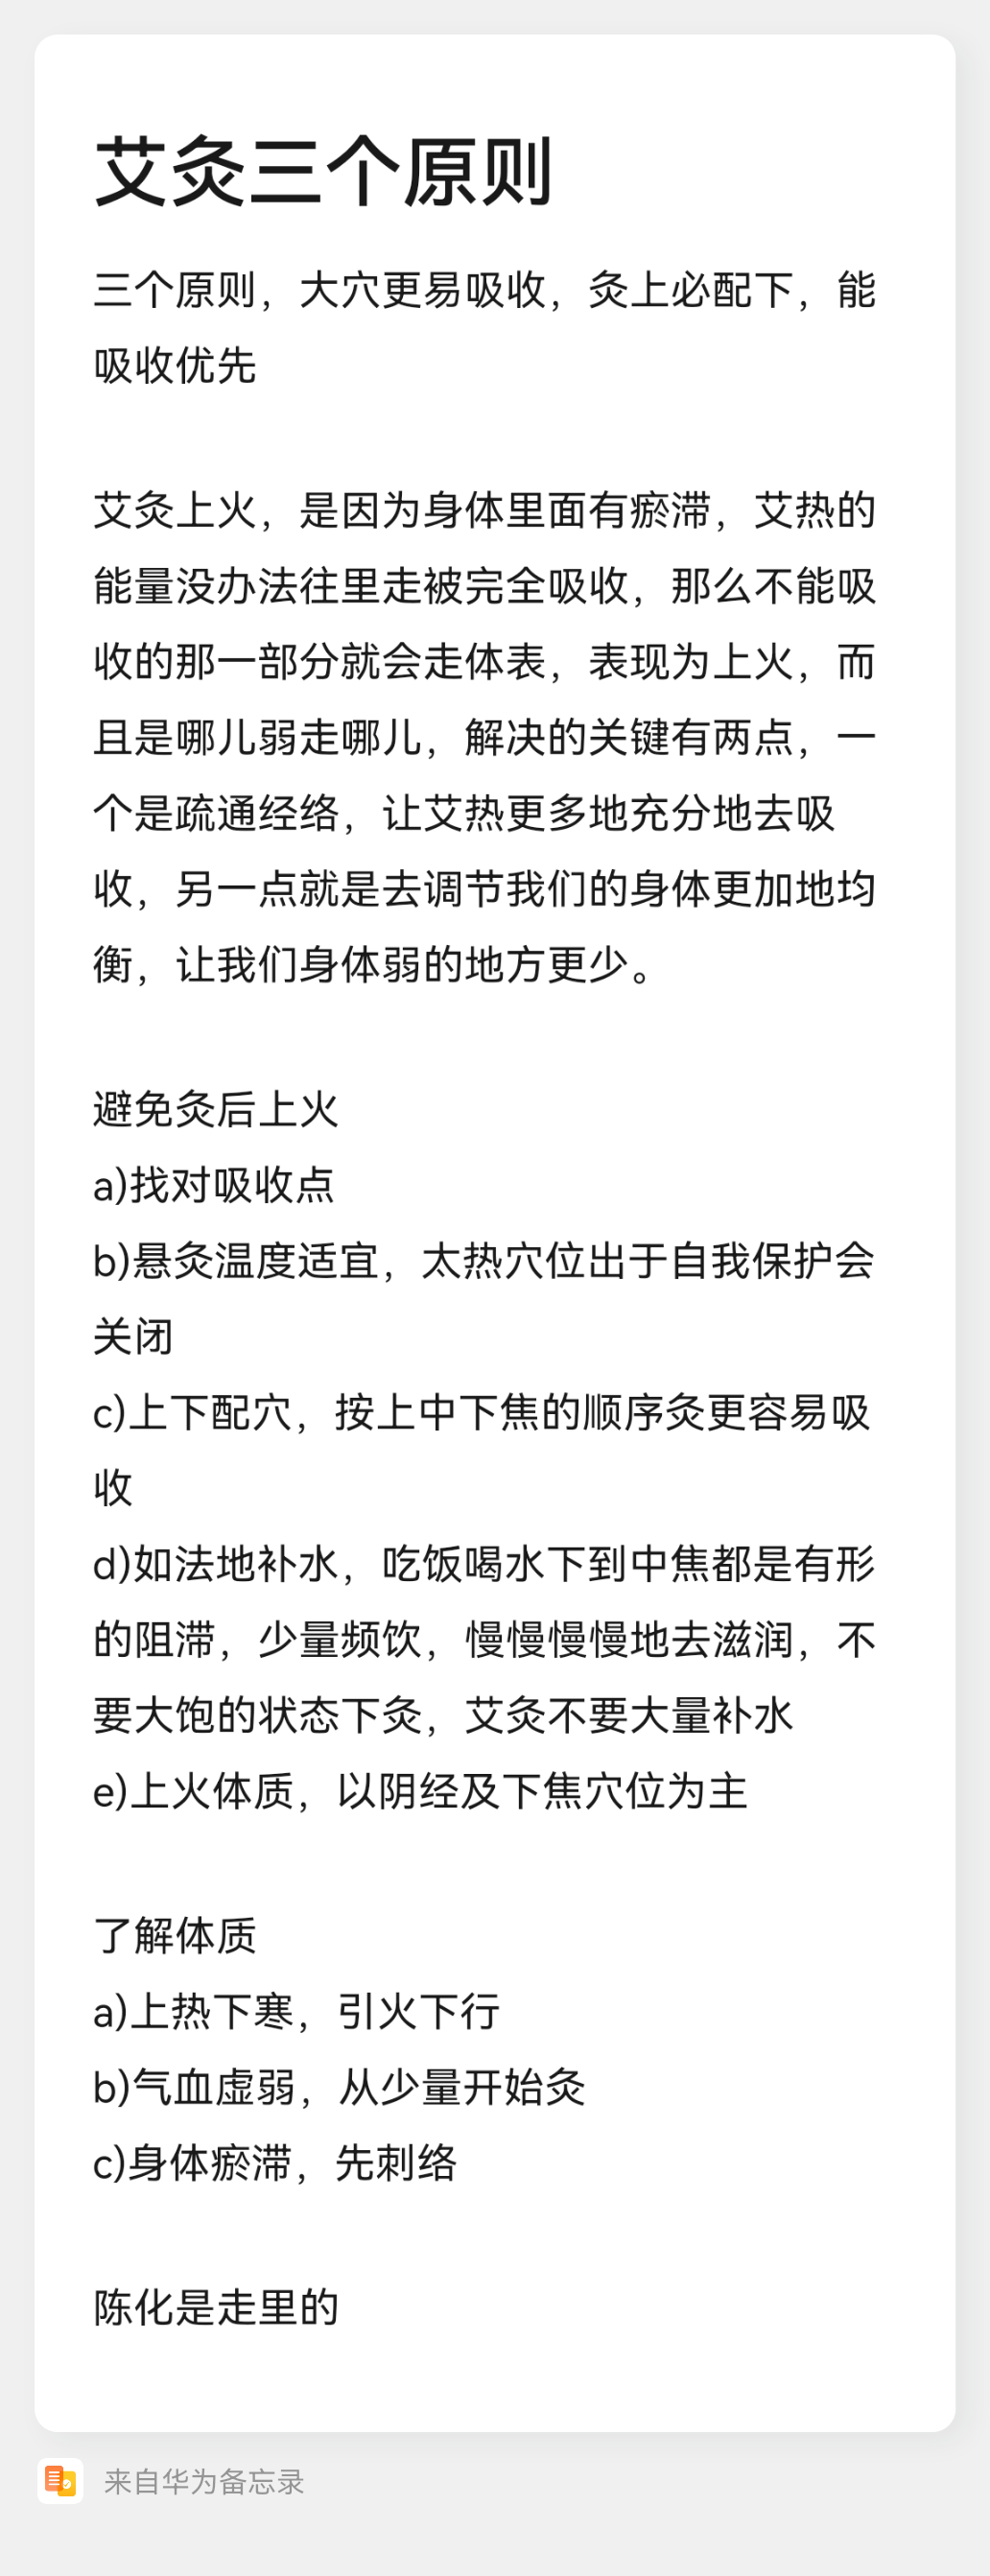 艾灸三个原则
三个原则，大穴更易吸收，灸上必配下，能
吸收优先
艾灸上火，是因为身体里面有瘀滞，艾热的
能量没办法往里走被完全吸收，那么不能吸
收的那一部分就会走体表，表现为上火，而
且是哪儿弱走哪儿，解决的关键有两点，一
个是疏通经络，让艾热更多地充分地去吸
收，另一点就是去调节我们的身体更加地均
衡，让我们身体弱的地方更少。
避免灸后上火
a)找对吸收点
b)悬灸温度适宜，太热穴位出于自我保护会
关闭
c)上下配穴，按上中下焦的顺序灸更容易吸
收
d)如法地补水，吃饭喝水下到中焦都是有形
的阻滞，少量频饮，慢慢慢慢地去滋润，不
要大饱的状态下灸，艾灸不要大量补水
e)上火体质，以阴经及下焦穴位为主
了解体质
a)上热下寒，引火下行
b)气血虚弱，从少量开始灸
c)身体瘀滞，先刺络
陈化是走里的
来自华为备忘录